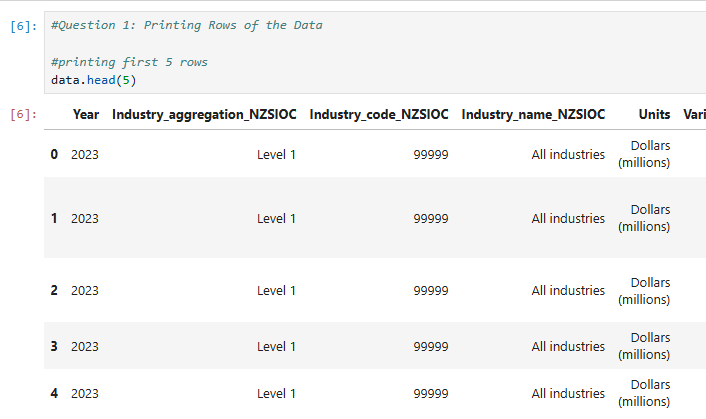 [6]: #Question 1: Printing Rows of the Data
#printing first 5 rows
data.head(5)
[6]: Year Industry_aggregation_NZSIOC Industry_code_NZSIOC Industry_name_NZSIOC Units Vari
0 2023 Level 1 99999 All industries Dollars (millions)
1 2023 Level 1 99999 All industries Dollars (millions)
2 2023 Level 1 99999 All industries Dollars (millions)
3 2023 Level 1 99999 All industries Dollars (millions)
4 2023 Level 1 99999 All industries Dollars (millions)